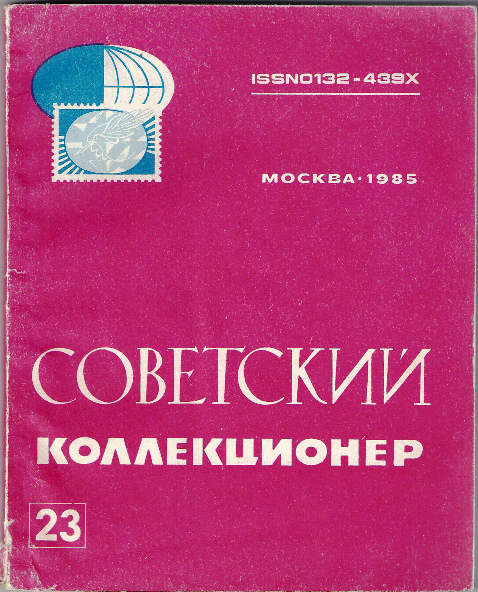 ISSN0132-439X
МОСКВА·1985
СОВЕТСКИЙ
КОЛЛЕКЦИОНЕР
23